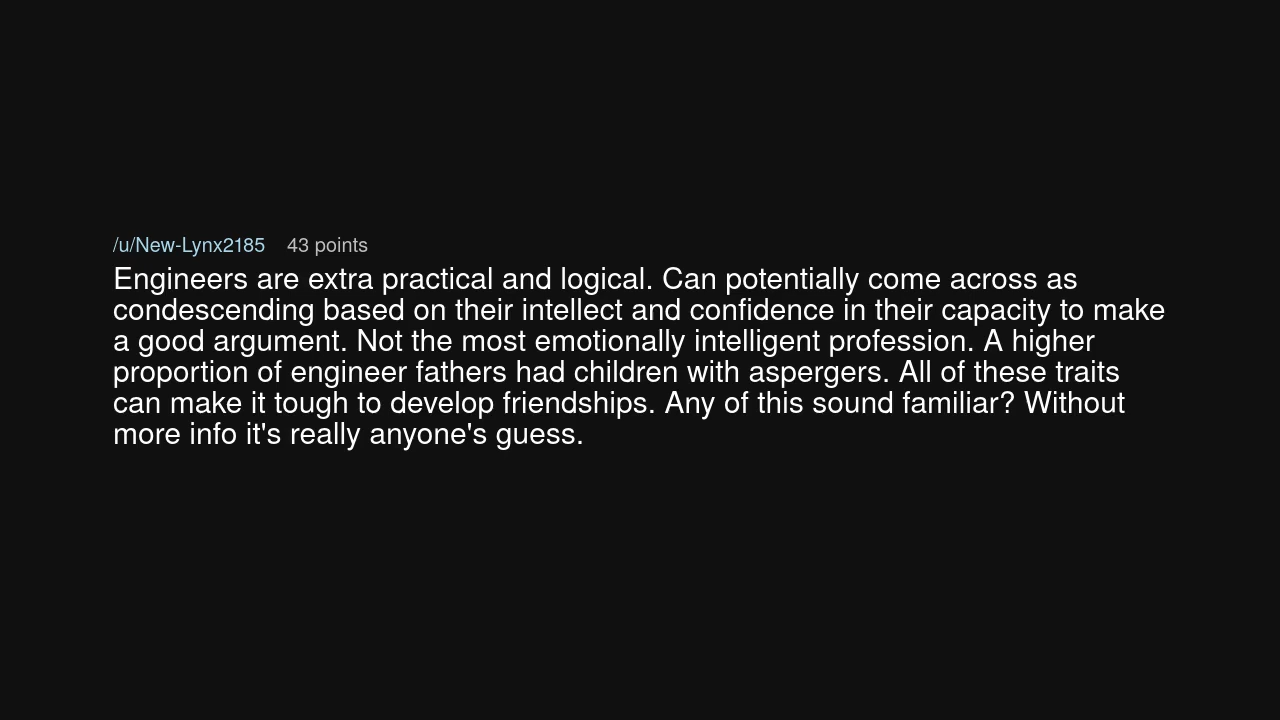 /u/New-Lynx2185 43 points
Engineers are extra practical and logical. Can potentially come across as
condescending based on their intellect and confidence in their capacity to make
a good argument. Not the most emotionally intelligent profession. A higher
proportion of engineer fathers had children with aspergers. All of these traits
can make it tough to develop friendships. Any of this sound familiar? Without
more info it's really anyone's guess.